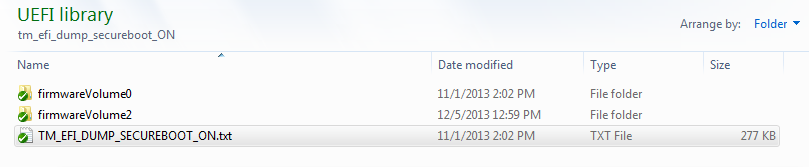 UEFI library
tm_efi_dump_secureboot_ON
Arrange by: Folder
Name Date modified Type Size
firmwareVolume0 11/1/2013 2:02 PM File folder
firmwareVolume2 12/5/2013 12:59 PM File folder
TM_EFI_DUMP_SECUREBOOT_ON.txt 11/1/2013 2:02 PM TXT File 277 KB